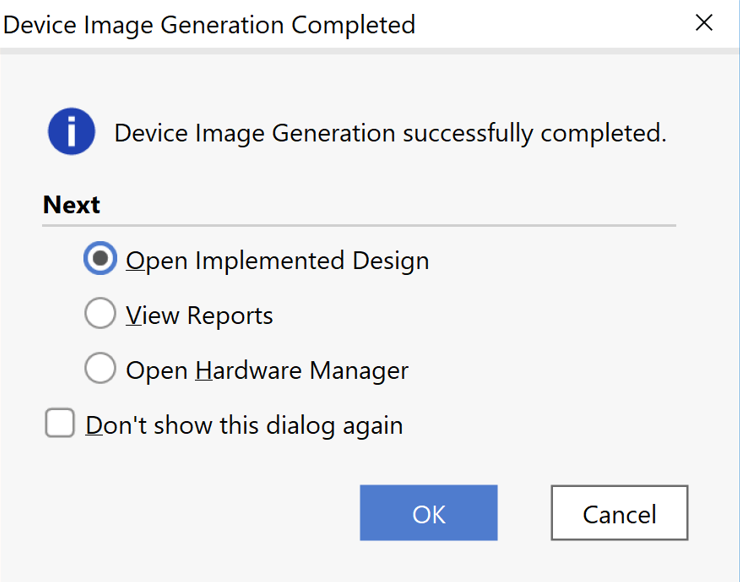 Device Image Generation Completed
Device Image Generation successfully completed.
Next
Open Implemented Design
View Reports
Open Hardware Manager
Don't show this dialog again
OK
Cancel